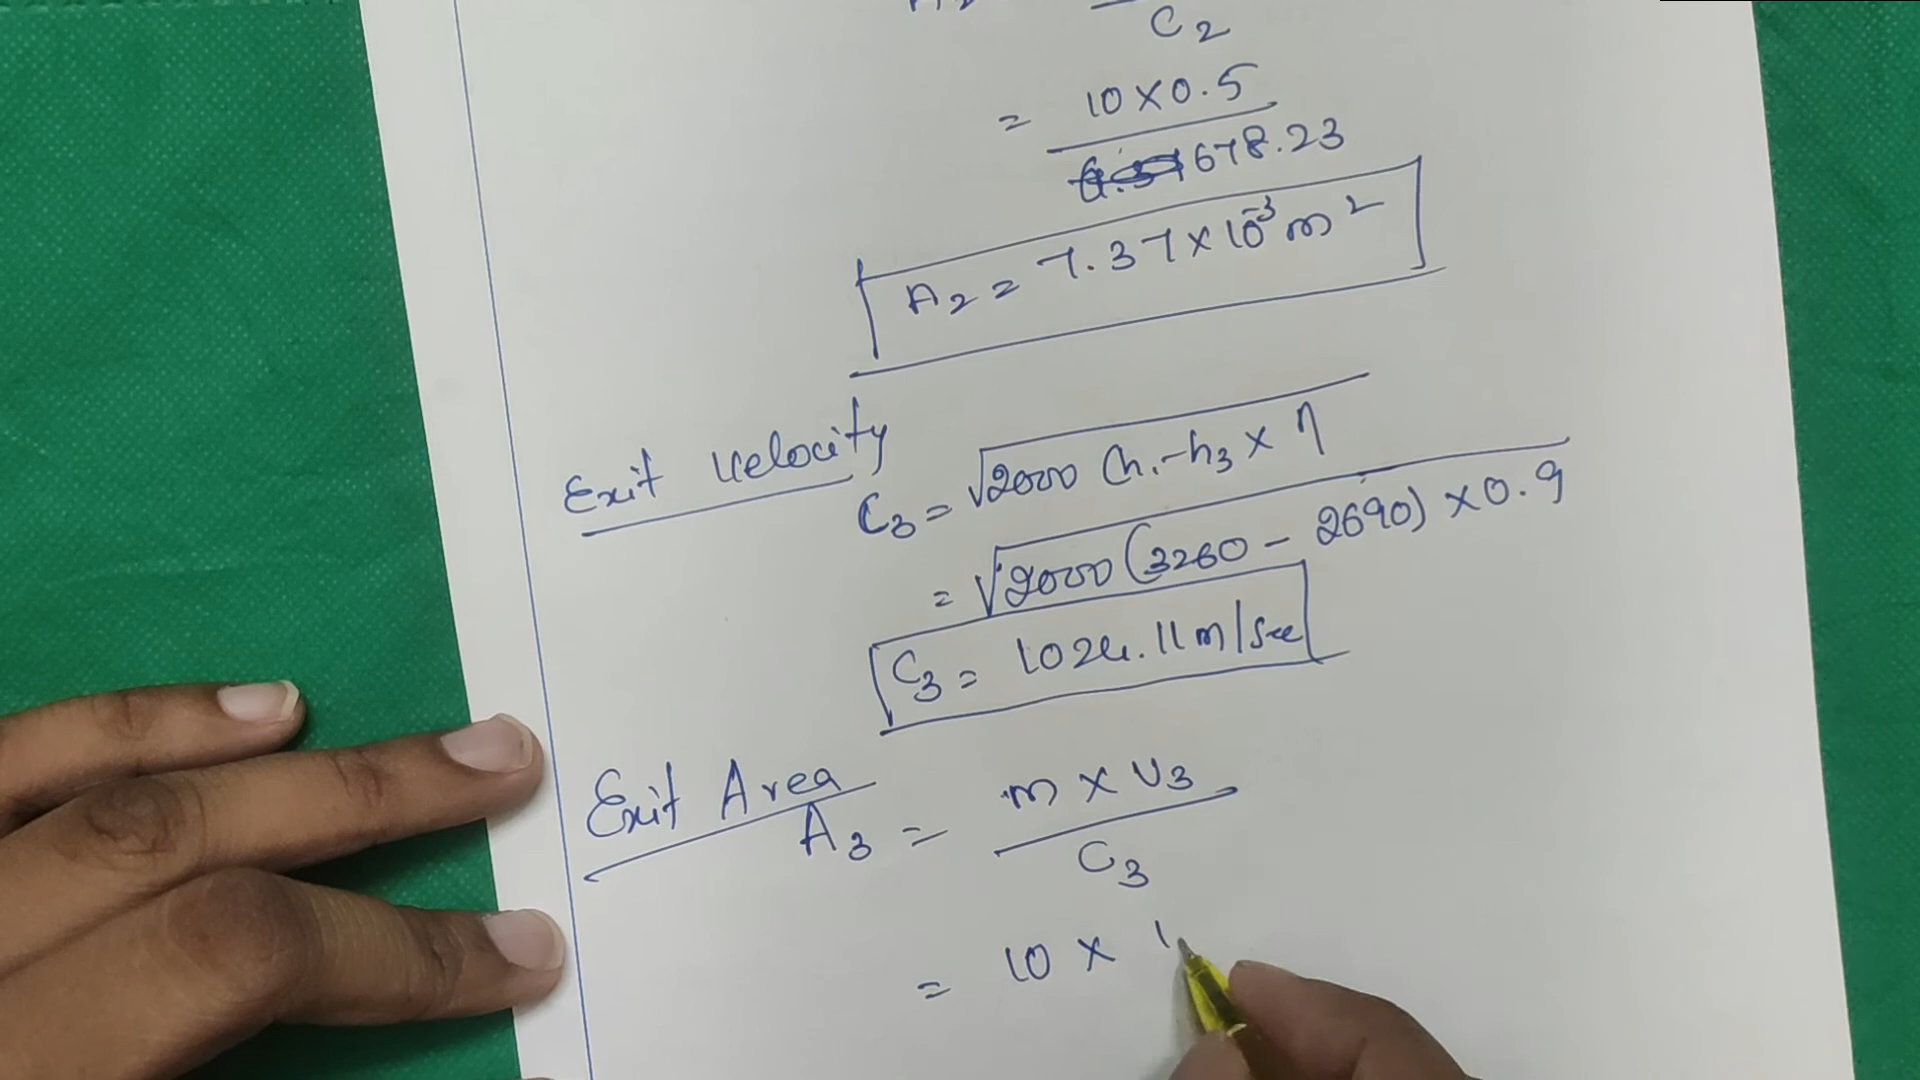 C2
= 10 X 0.5
678.23
A2 = 7.37 X 10^-3 m^2
Exit Velocity
C3 = √2000 (h1-h3 X η
= √2000 (3260 - 2690) X 0.9
C3 = 1024.11 m/sec
Exit Area
A3 = m X V3
C3
= 10 X 1